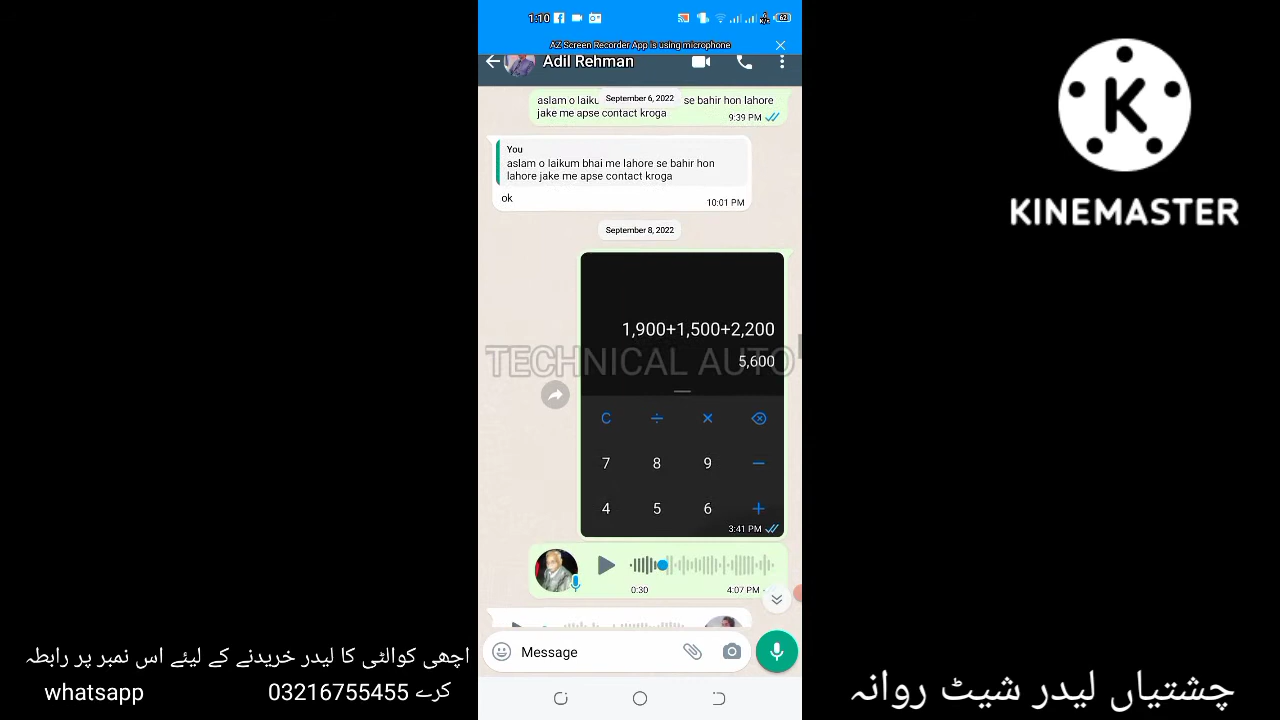 1:10
62
AZ Screen Recorder App is using microphone
Adil Rehman
September 6, 2022
aslam o laiku se bahir hon lahore
jake me apse contact kroga
9:39 PM
You
aslam o laikum bhai me lahore se bahir hon
lahore jake me apse contact kroga
ok
10:01 PM
September 8, 2022
1,900+1,500+2,200
5,600
TECHNICAL AUTO
C ÷ × 
7 8 9 −
4 5 6 +
3:41 PM
0:30
4:07 PM
Message
K
KINEMASTER
اچھی کوالٹی کا لیدر خریدنے کے لیئے اس نمبر پر رابطہ
کرے 03216755455 whatsapp
چشتیاں لیدر شیٹ روانہ